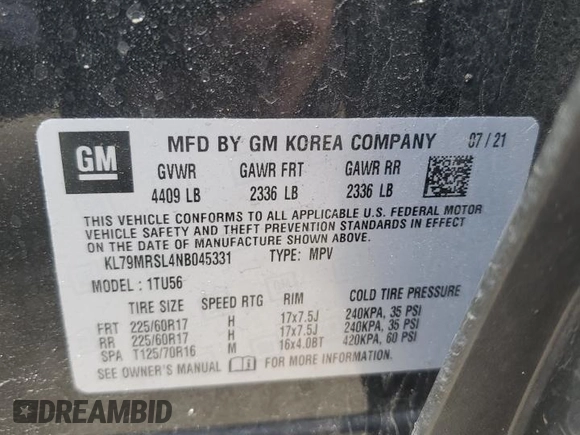 GM
MFD BY GM KOREA COMPANY 07/21
GVWR GAWR FRT GAWR RR
4409 LB 2336 LB 2336 LB
THIS VEHICLE CONFORMS TO ALL APPLICABLE U.S. FEDERAL MOTOR
VEHICLE SAFETY AND THEFT PREVENTION STANDARDS IN EFFECT
ON THE DATE OF MANUFACTURE SHOWN ABOVE.
KL79MRSL4NB045331 TYPE: MPV
MODEL : 1TU56
TIRE SIZE SPEED RTG RIM COLD TIRE PRESSURE
FRT 225/60R17 H 17x7.5J 240KPA, 35 PSI
RR 225/60R17 H 17x7.5J 240KPA, 35 PSI
SPA T125/70R16 M 16x4.0BT 420KPA, 60 PSI
SEE OWNER'S MANUAL FOR MORE INFORMATION.
DREAMBID